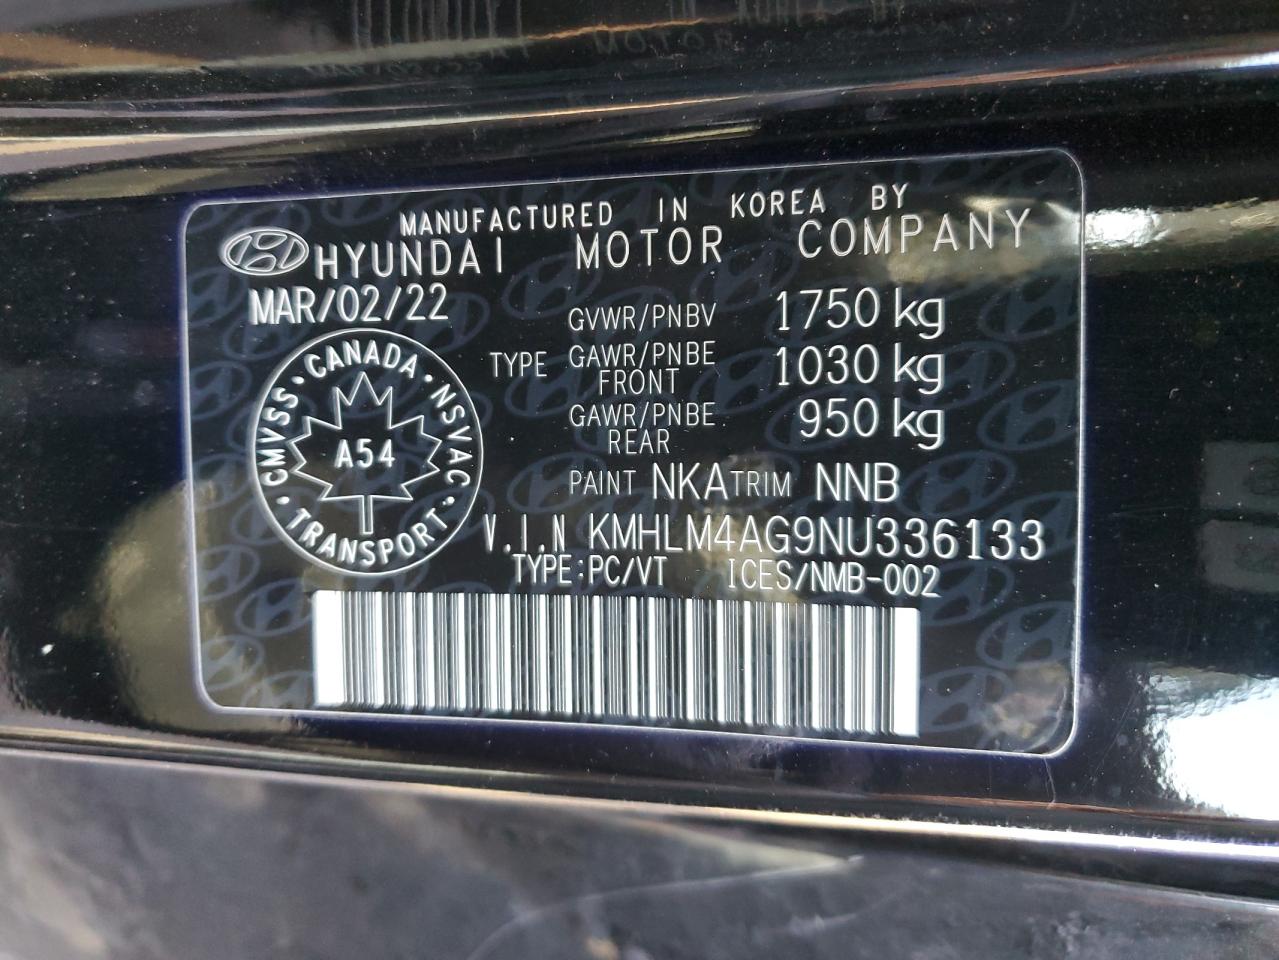 MANUFACTURED IN KOREA BY
HYUNDAI MOTOR COMPANY
MAR/02/22
GVWR/PNBV 1750 kg
TYPE GAWR/PNBE FRONT 1030 kg
GAWR/PNBE REAR 950 kg
CMVSS · CANADA · NSVAC · TRANSPORT ·
A54
PAINT NKA TRIM NNB
V.I.N KMHLM4AG9NU336133
TYPE:PC/VT ICES/NMB-002